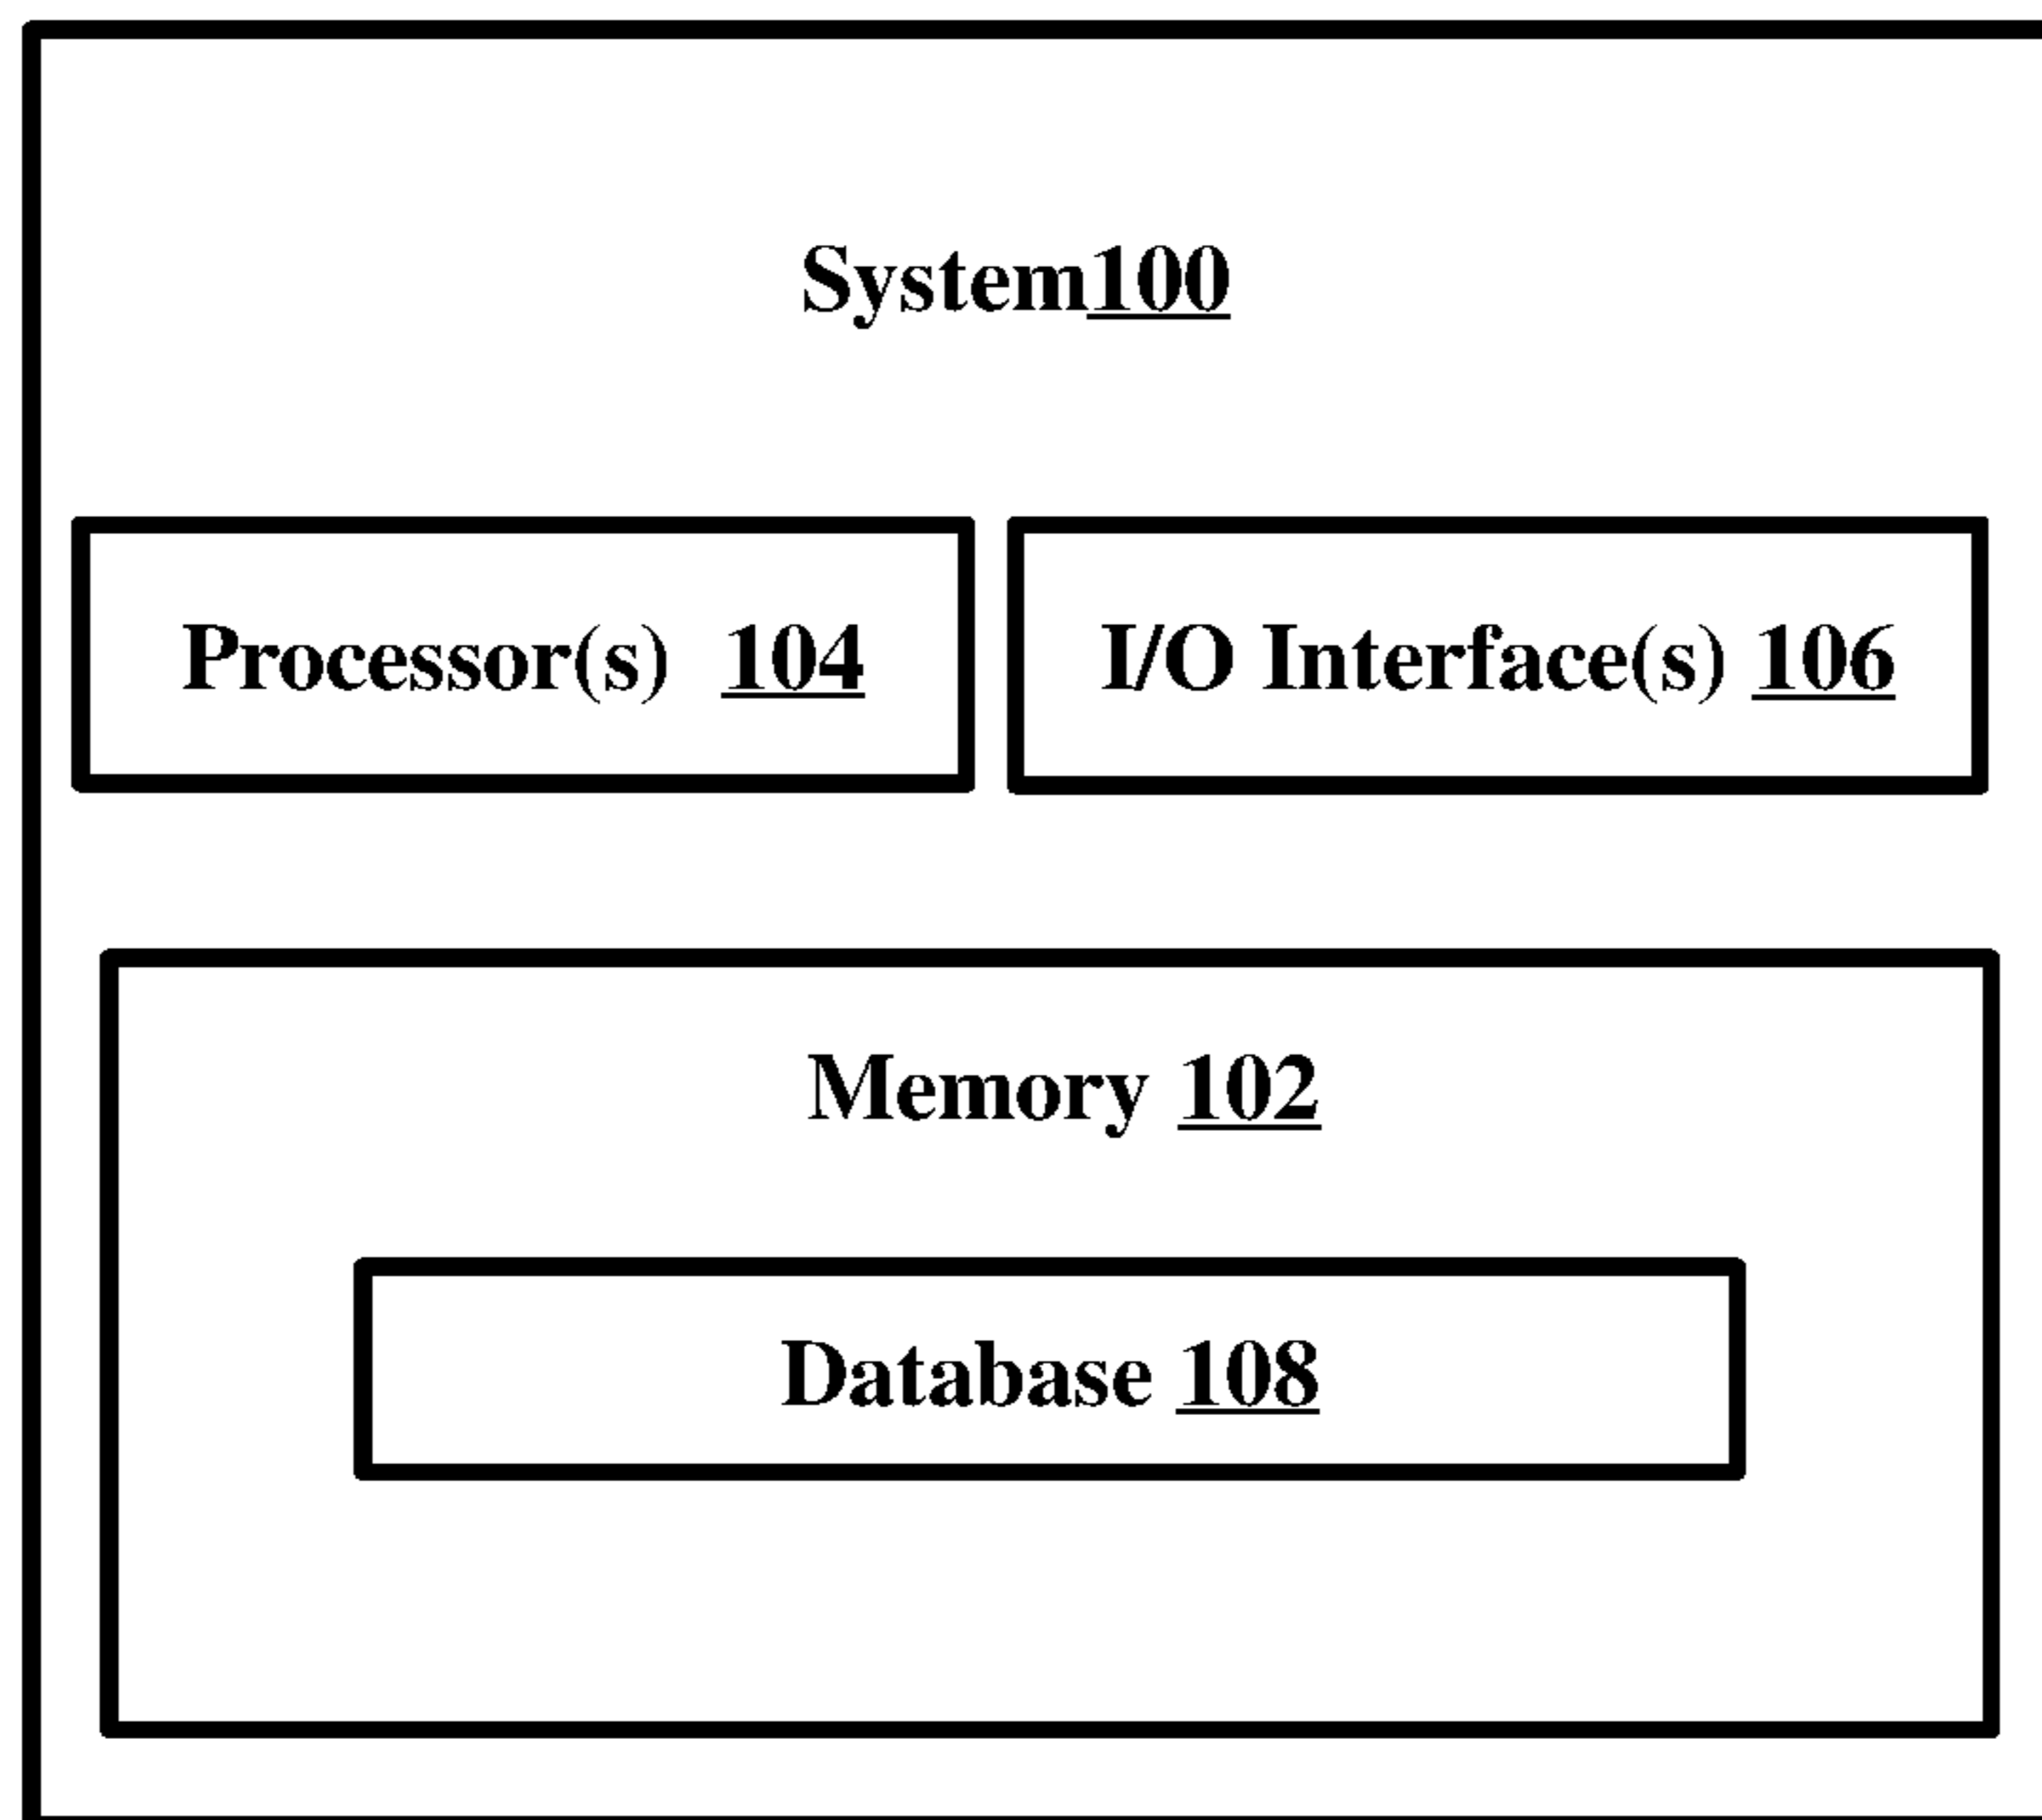 System100
Processor(s) 104
I/O Interface(s) 106
Memory 102
Database 108